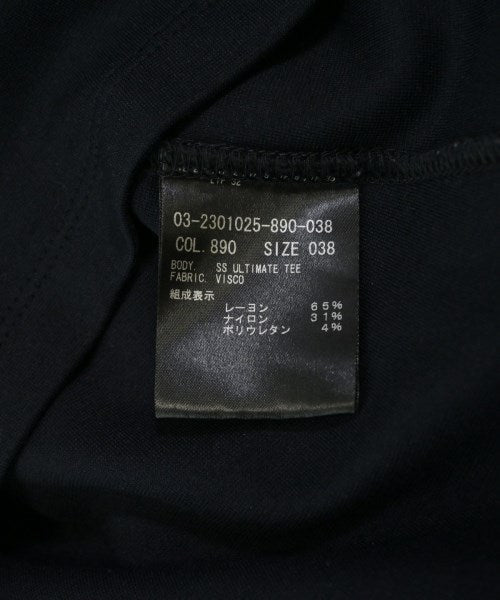 03-2301025-890-038
COL. 890 SIZE 038
BODY. SS ULTIMATE TEE
FABRIC. VISCO
組成表示
レーヨン 65%
ナイロン 31%
ポリウレタン 4%